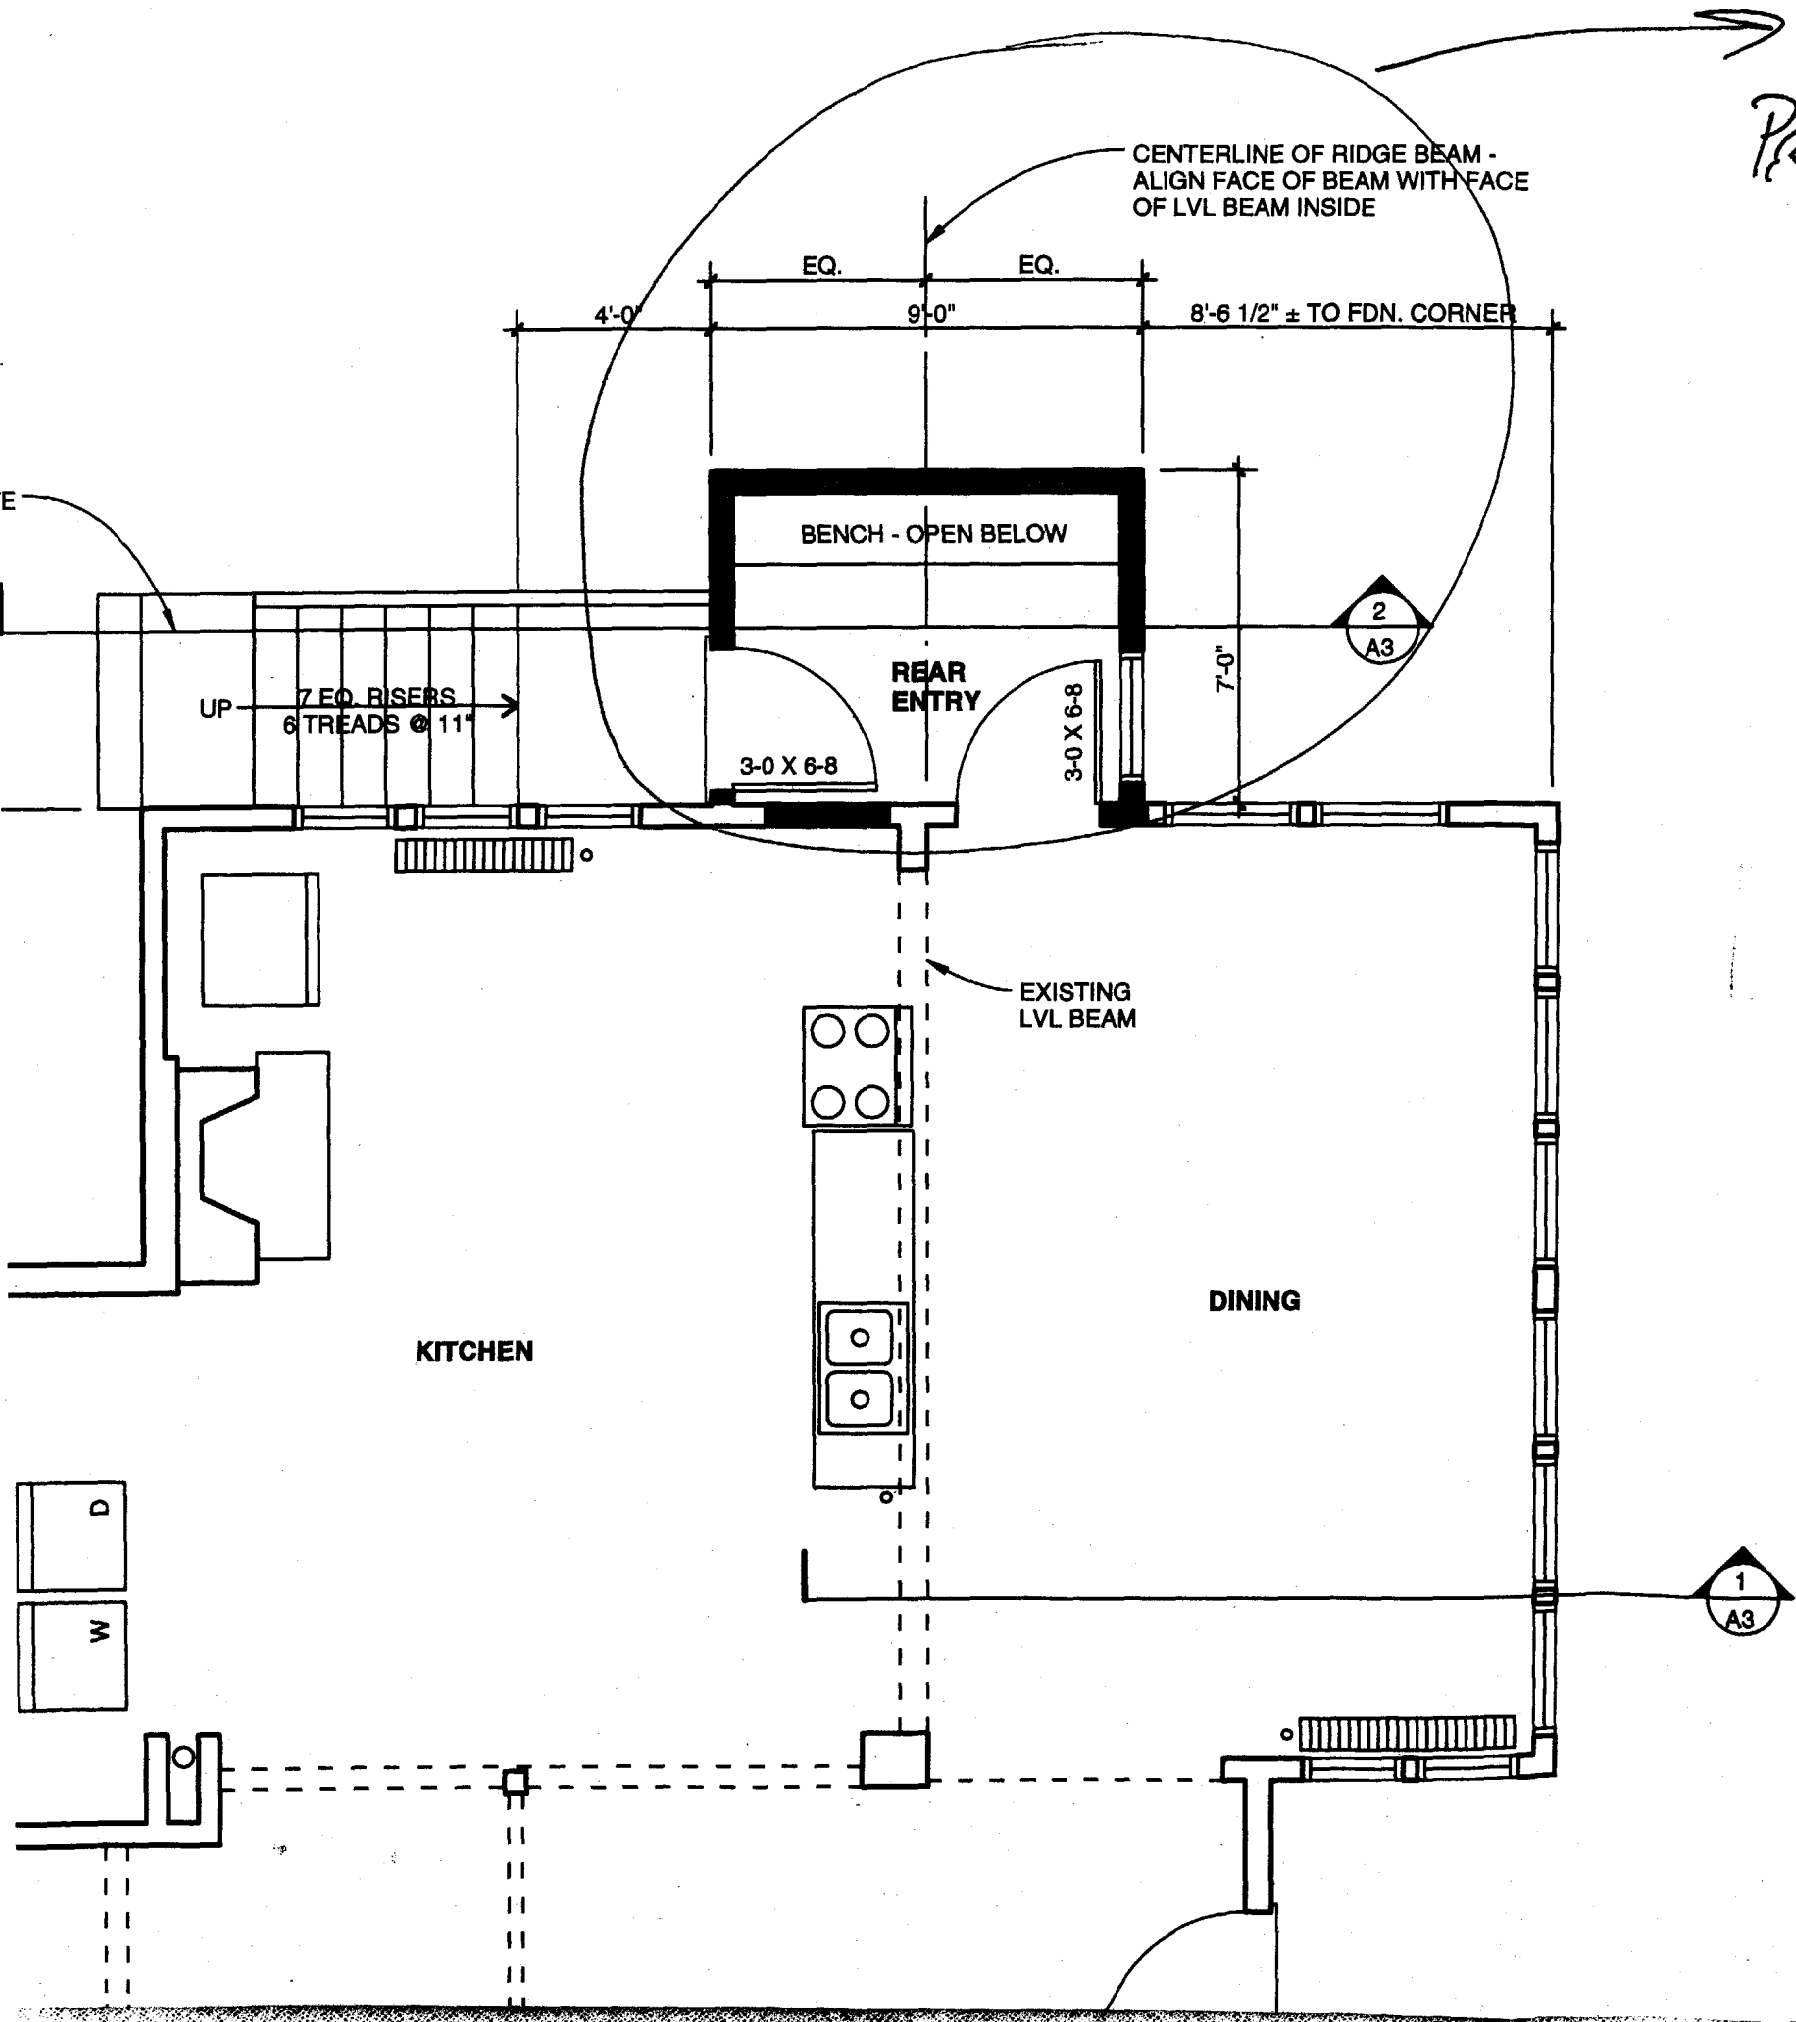 CENTERLINE OF RIDGE BEAM -
ALIGN FACE OF BEAM WITH FACE
OF LVL BEAM INSIDE
EQ.
EQ.
4'-0"
9'-0"
8'-6 1/2" ± TO FDN. CORNER
BENCH - OPEN BELOW
2
A3
7'-0"
REAR
ENTRY
UP
7 EQ. RISERS
6 TREADS @ 11"
3-0 X 6-8
3-0 X 6-8
EXISTING
LVL BEAM
DINING
KITCHEN
D
W
1
A3